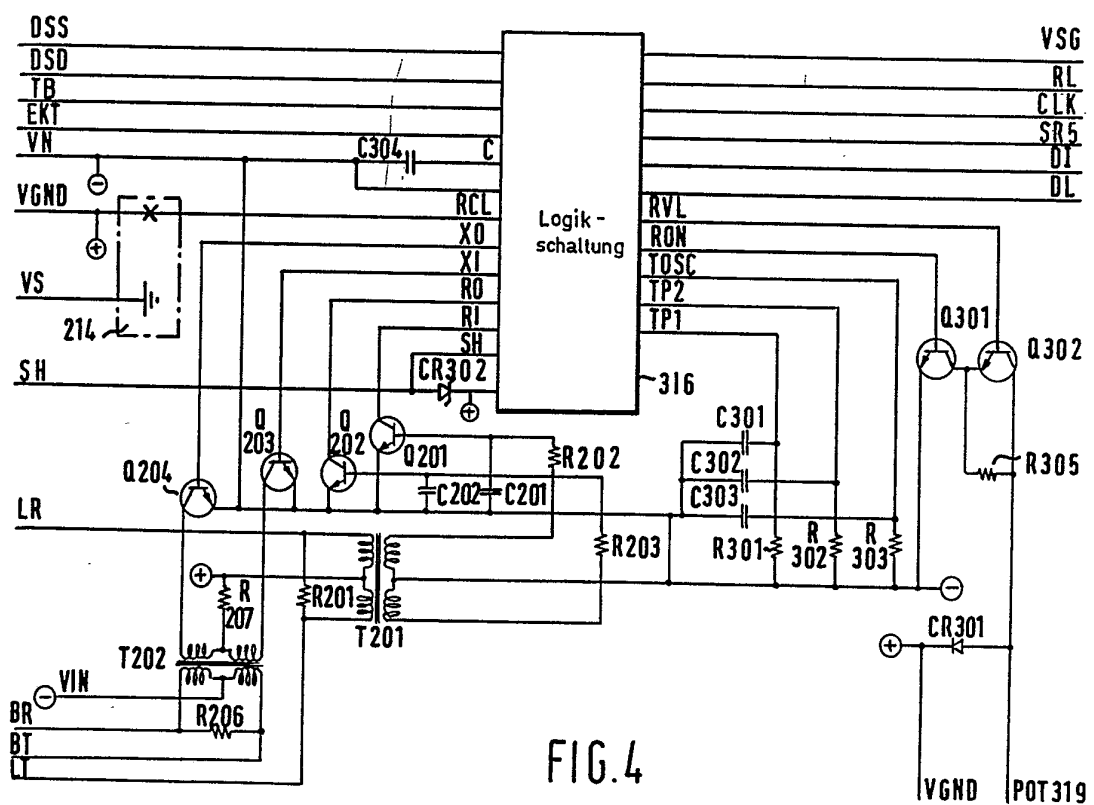 DSS
DSD
TB
EKT
VN
VGND
VS
214
SH
C304
C
RCL
XO
XI
RO
RI
SH
CR302
Logik-
schaltung
316
VSG
RL
CLK
SR5
DI
DL
RVL
RON
TOSC
TP2
TP1
Q301
Q302
R305
C301
C302
C303
R301
R
302
R
303
Q204
Q
203
Q
202
Q201
C202
C201
R202
R203
LR
R
207
R201
T201
T202
VIN
R206
BR
BT
LT
CR301
VGND
POT319
FIG.4